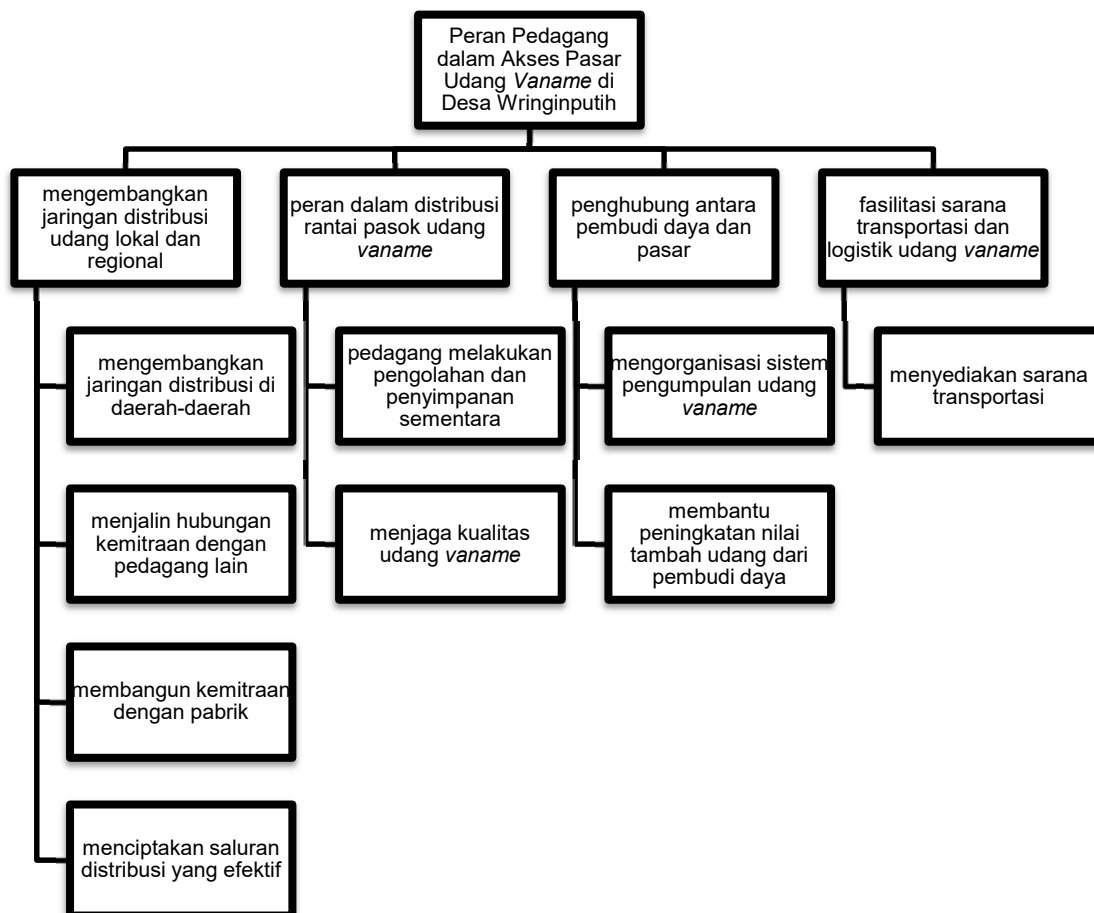 Peran Pedagang
dalam Akses Pasar
Udang Vaname di
Desa Wringinputih
mengembangkan
jaringan distribusi
udang lokal dan
regional
peran dalam distribusi
rantai pasok udang
vaname
penghubung antara
pembudi daya dan
pasar
fasilitasi sarana
transportasi dan
logistik udang vaname
mengembangkan
jaringan distribusi di
daerah-daerah
pedagang melakukan
pengolahan dan
penyimpanan
sementara
mengorganisasi sistem
pengumpulan udang
vaname
menyediakan sarana
transportasi
menjalin hubungan
kemitraan dengan
pedagang lain
menjaga kualitas
udang vaname
membantu
peningkatan nilai
tambah udang dari
pembudi daya
membangun kemitraan
dengan pabrik
menciptakan saluran
distribusi yang efektif